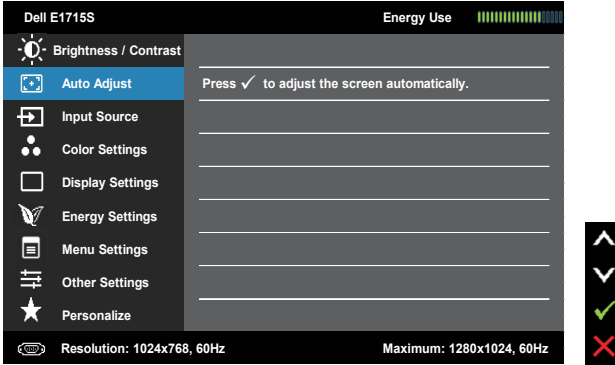 Dell E1715S Energy Use
Brightness / Contrast
Auto Adjust Press ✓ to adjust the screen automatically.
Input Source
Color Settings
Display Settings
Energy Settings
Menu Settings
Other Settings
Personalize
Resolution: 1024x768, 60Hz Maximum: 1280x1024, 60Hz